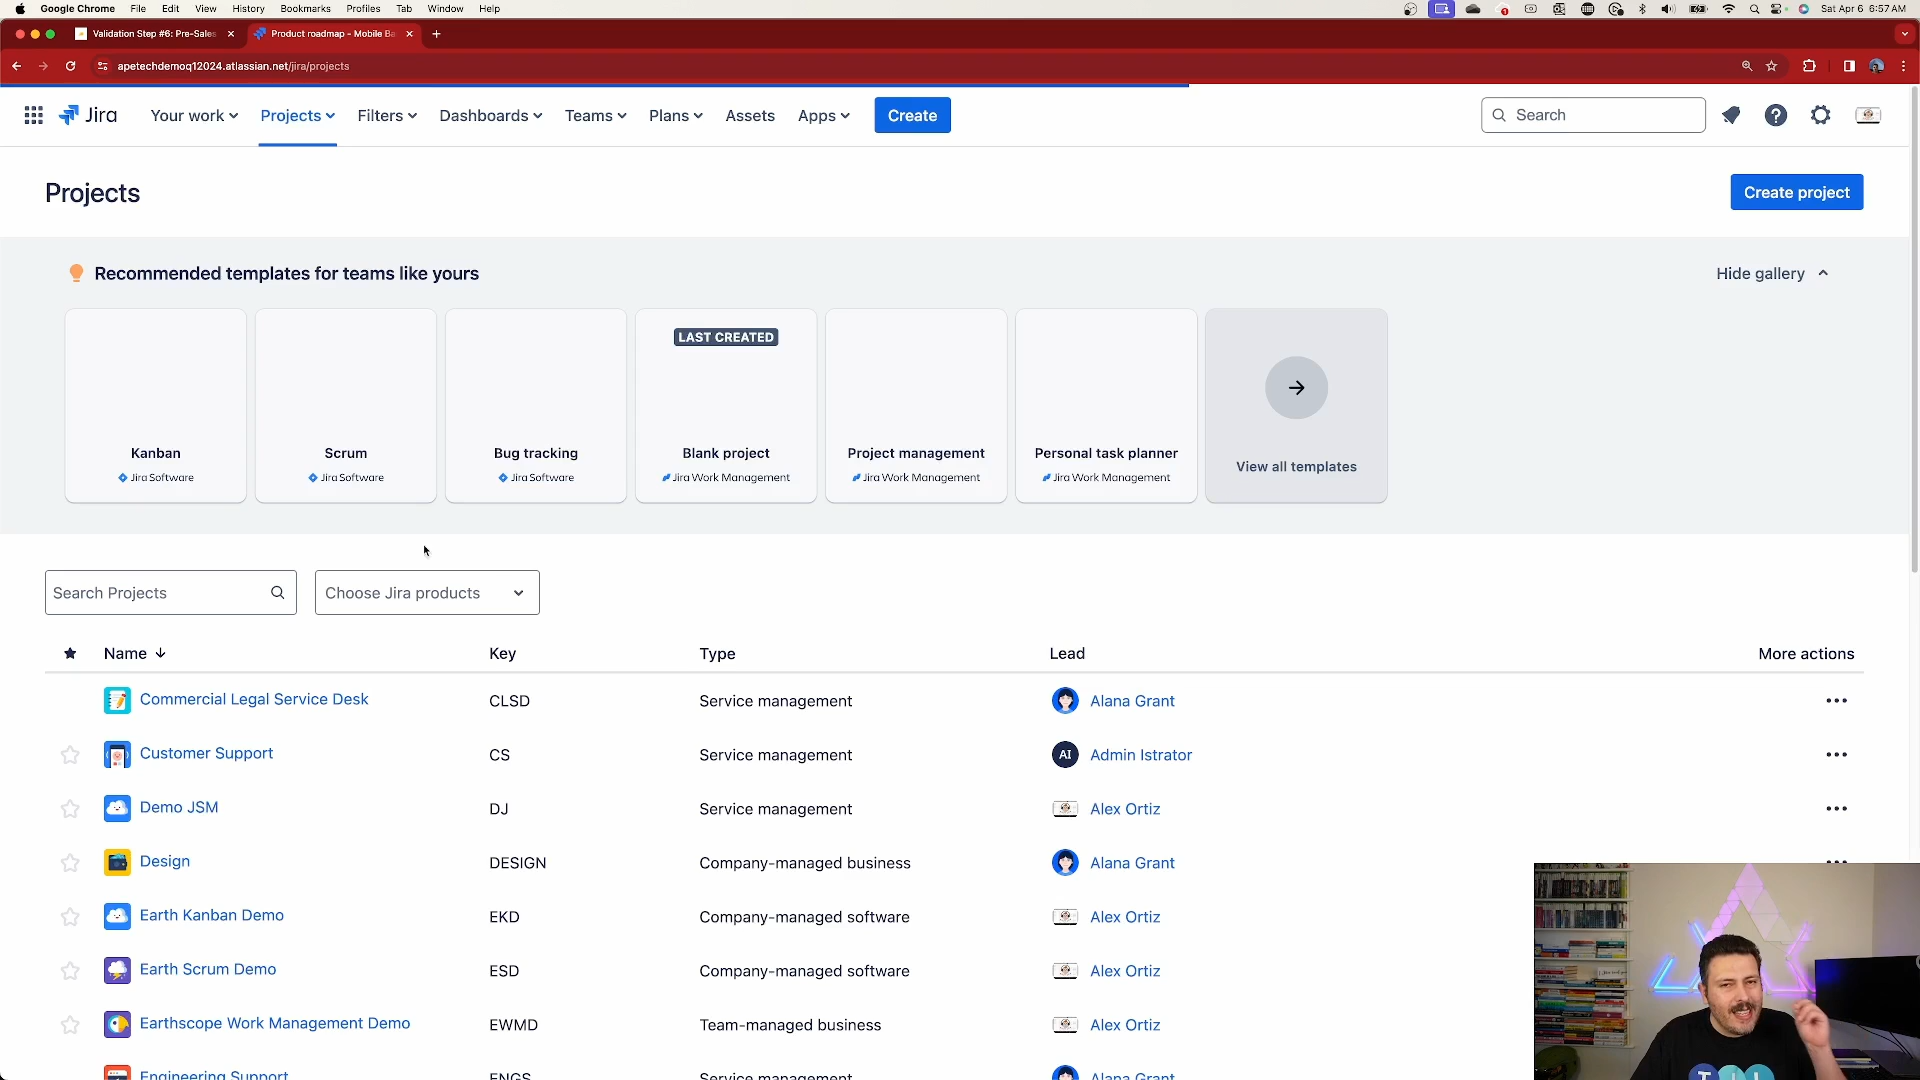 Google Chrome File Edit View History Bookmarks Profiles Tab Window Help
Sat Apr 6 6:57 AM
Validation Step #6: Pre-Sales
Product roadmap - Mobile Ba
apetechdemoq12024.atlassian.net/jira/projects
Jira Your work Projects Filters Dashboards Teams Plans Assets Apps Create
Search
Projects
Create project
Recommended templates for teams like yours
Hide gallery
LAST CREATED
Kanban
Jira Software
Scrum
Jira Software
Bug tracking
Jira Software
Blank project
Jira Work Management
Project management
Jira Work Management
Personal task planner
Jira Work Management
View all templates
Search Projects
Choose Jira products
Name Key Type Lead More actions
Commercial Legal Service Desk CLSD Service management Alana Grant
Customer Support CS Service management AI Admin Istrator
Demo JSM DJ Service management Alex Ortiz
Design DESIGN Company-managed business Alana Grant
Earth Kanban Demo EKD Company-managed software Alex Ortiz
Earth Scrum Demo ESD Company-managed software Alex Ortiz
Earthscope Work Management Demo EWMD Team-managed business Alex Ortiz
Engineering Support ENGS Service management Alana Grant